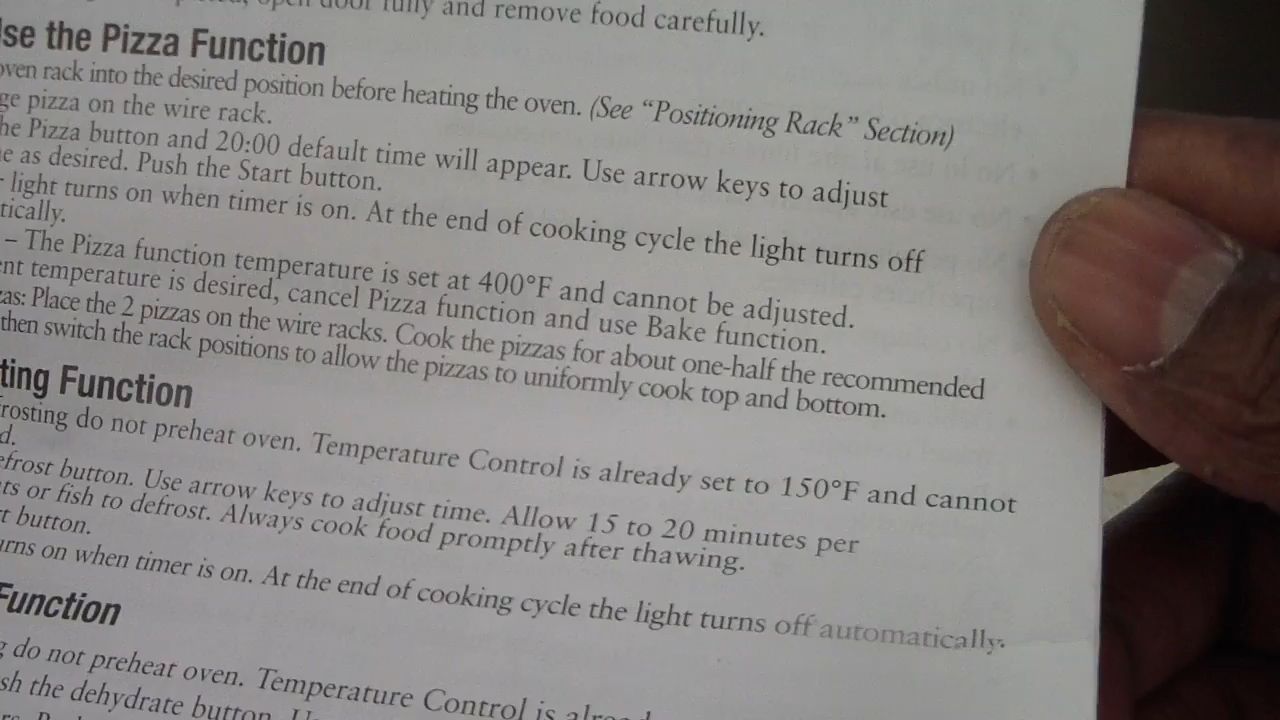 open door fully and remove food carefully.
se the Pizza Function
oven rack into the desired position before heating the oven. (See “Positioning Rack” Section)
ge pizza on the wire rack.
he Pizza button and 20:00 default time will appear. Use arrow keys to adjust
e as desired. Push the Start button.
light turns on when timer is on. At the end of cooking cycle the light turns off
tically.
– The Pizza function temperature is set at 400°F and cannot be adjusted.
nt temperature is desired, cancel Pizza function and use Bake function.
zas: Place the 2 pizzas on the wire racks. Cook the pizzas for about one-half the recommended
then switch the rack positions to allow the pizzas to uniformly cook top and bottom.
ting Function
rosting do not preheat oven. Temperature Control is already set to 150°F and cannot
d.
efrost button. Use arrow keys to adjust time. Allow 15 to 20 minutes per
ts or fish to defrost. Always cook food promptly after thawing.
t button.
urns on when timer is on. At the end of cooking cycle the light turns off automatically.
Function
g do not preheat oven. Temperature Control is
sh the dehydrate button.